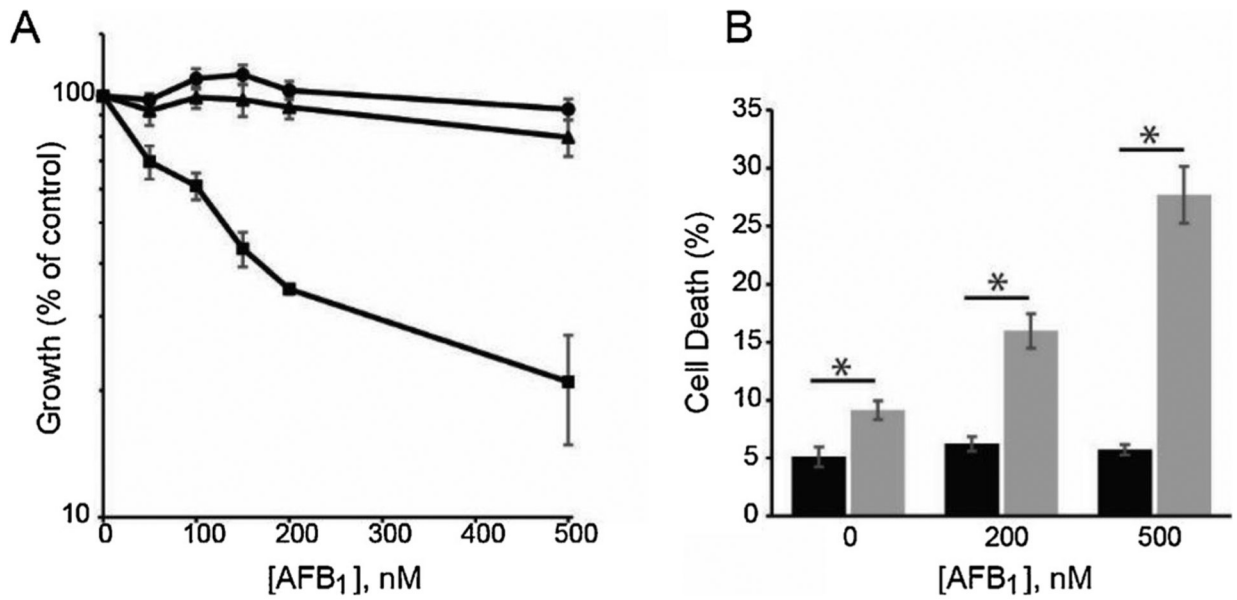 A
Growth (% of control)
100
10
0 100 200 300 400 500
[AFB₁], nM
B
Cell Death (%)
35
30
25
20
15
10
5
0
*
*
*
0 200 500
[AFB₁], nM